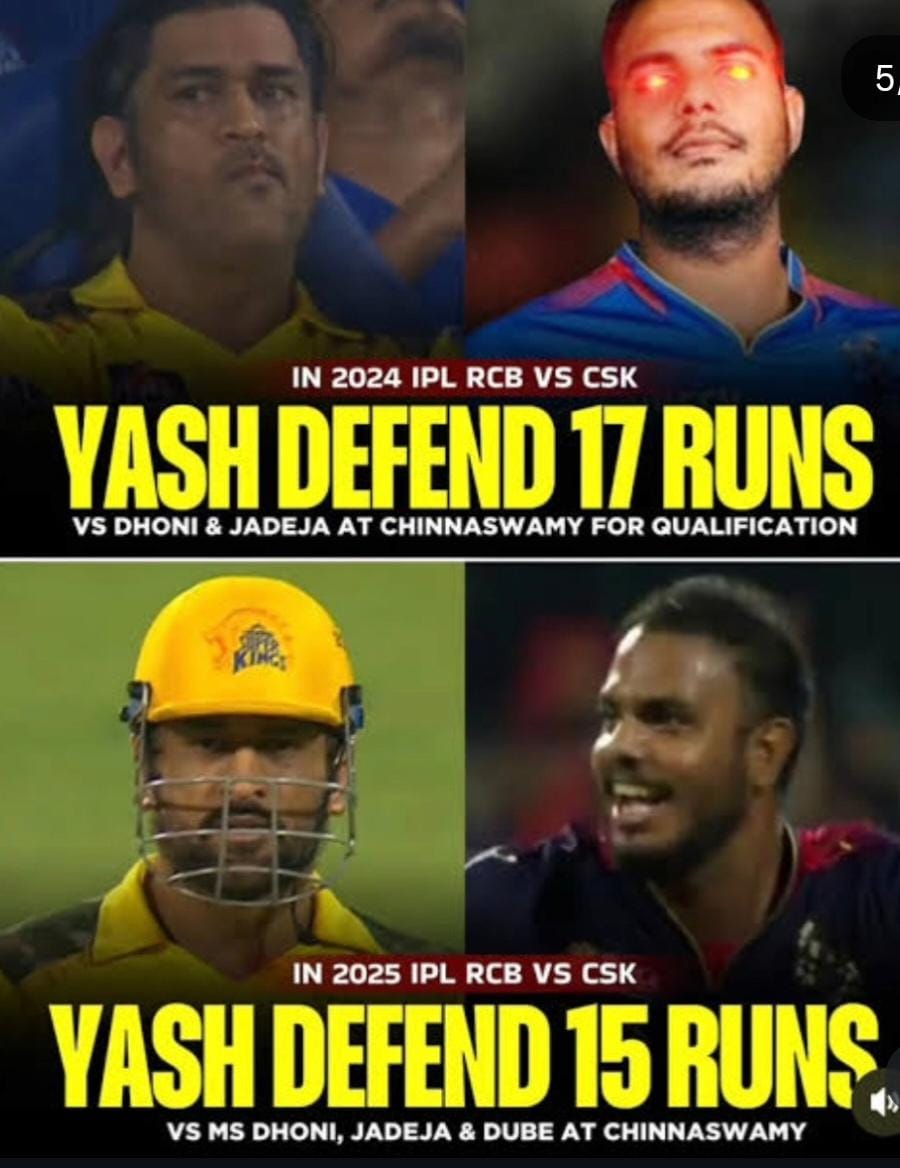 5/
IN 2024 IPL RCB VS CSK
YASH DEFEND 17 RUNS
VS DHONI & JADEJA AT CHINNASWAMY FOR QUALIFICATION
SUPER
KINGS
IN 2025 IPL RCB VS CSK
YASH DEFEND 15 RUNS
VS MS DHONI, JADEJA & DUBE AT CHINNASWAMY